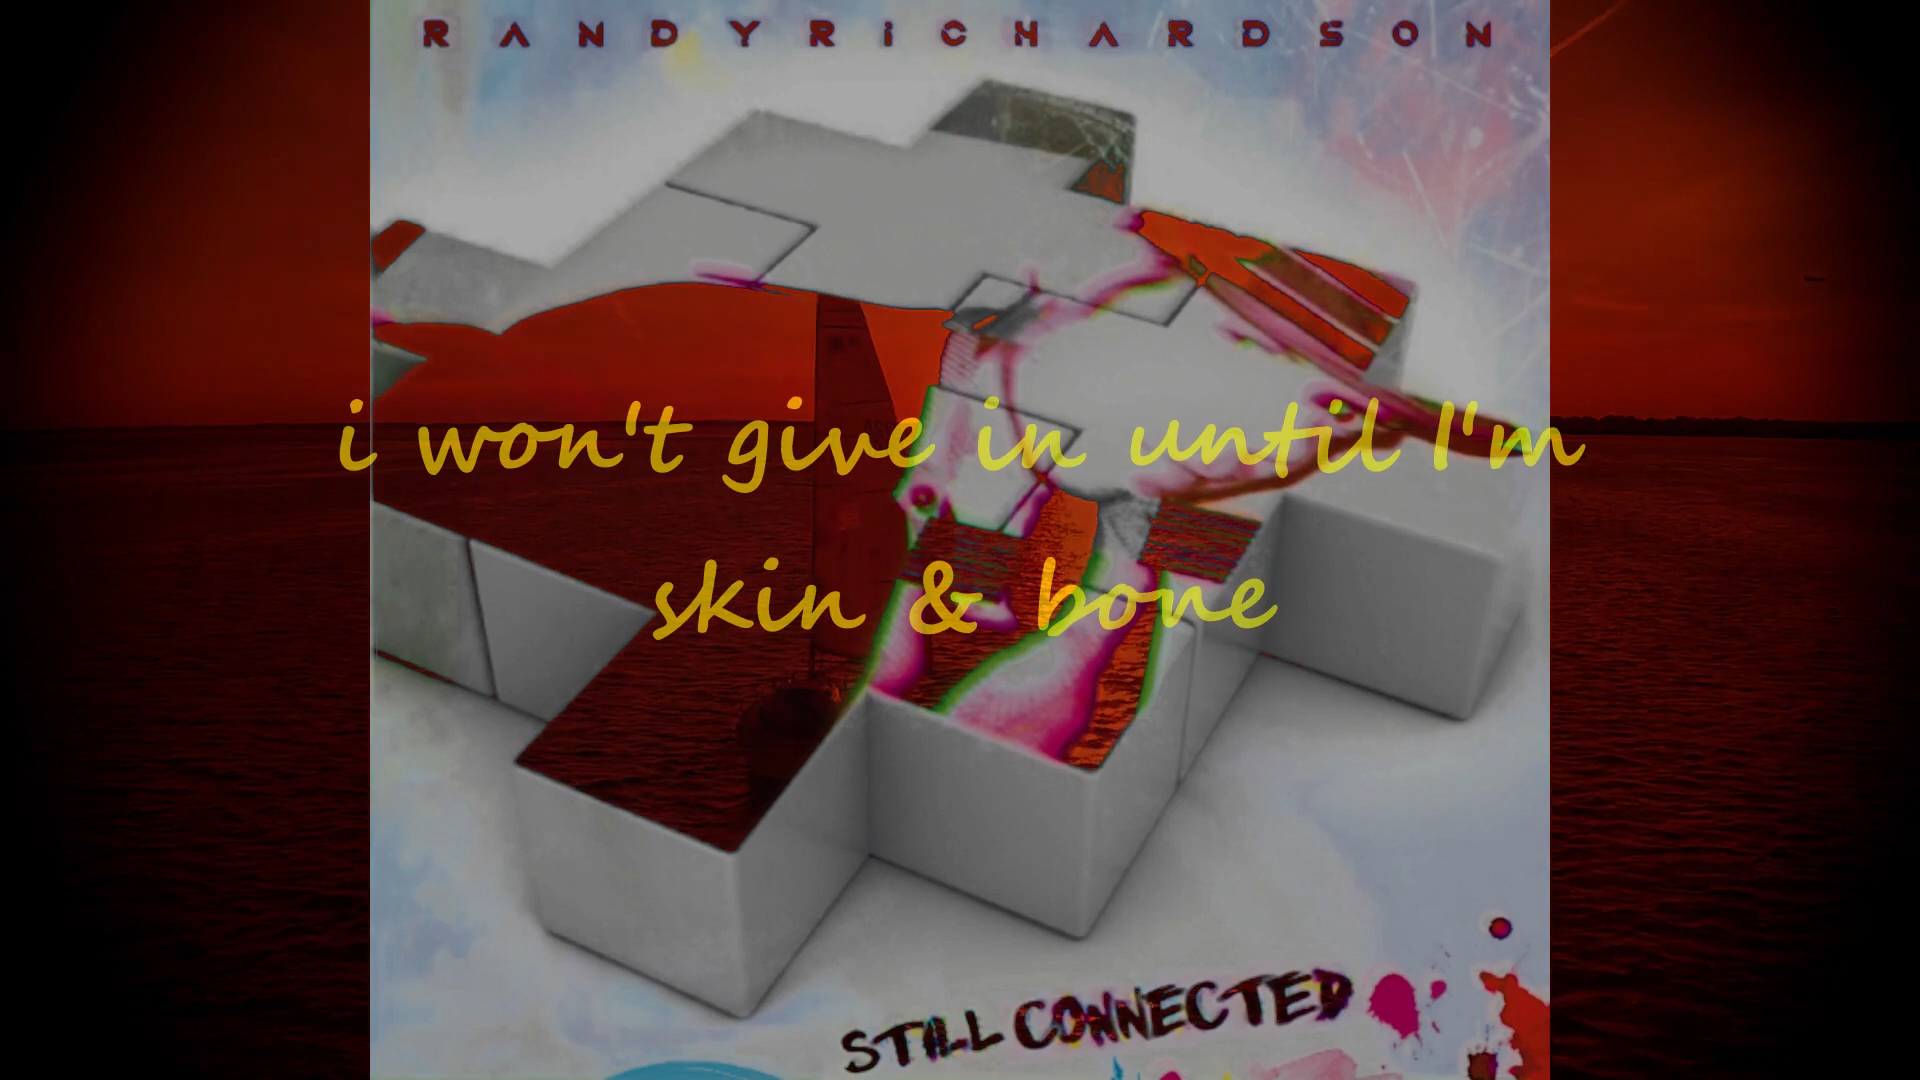 RANDYRiCHARDSON
i won't give in until I'm
skin & bone
STILL CONNECTED